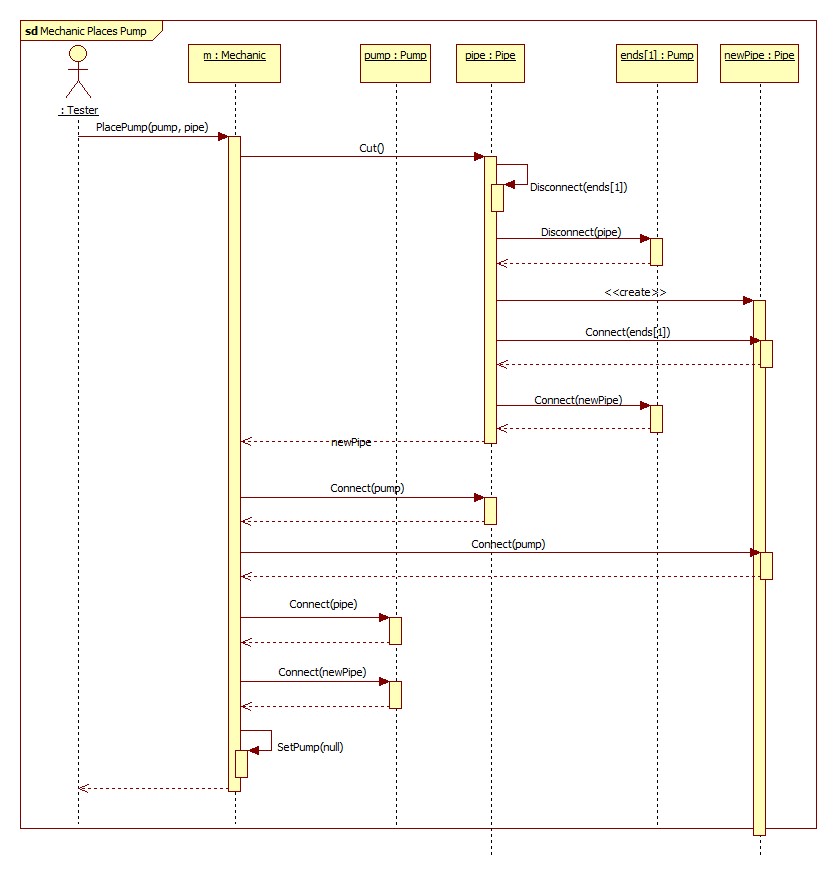 sd Mechanic Places Pump
m : Mechanic
pump : Pump
pipe : Pipe
ends[1] : Pump
newPipe : Pipe
: Tester
PlacePump(pump, pipe)
Cut()
Disconnect(ends[1])
Disconnect(pipe)
<<create>>
Connect(ends[1])
Connect(newPipe)
newPipe
Connect(pump)
Connect(pump)
Connect(pipe)
Connect(newPipe)
SetPump(null)